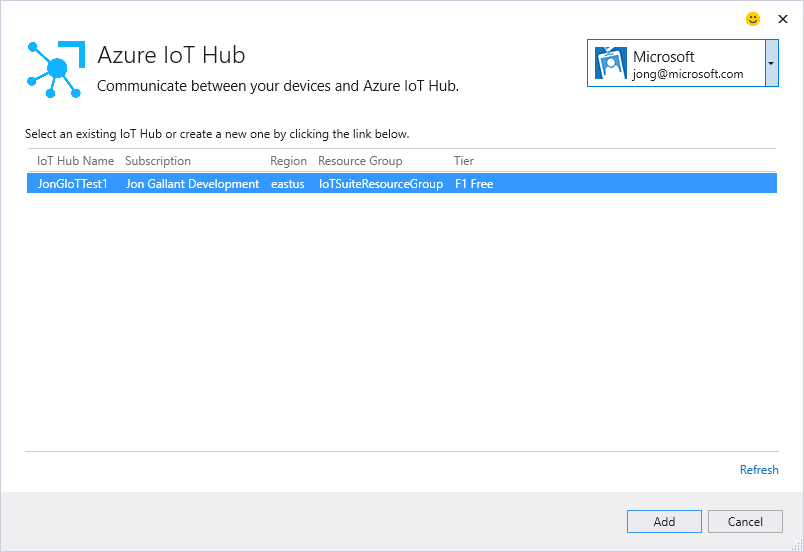 Azure IoT Hub
Communicate between your devices and Azure IoT Hub.
Microsoft
jong@microsoft.com
Select an existing IoT Hub or create a new one by clicking the link below.
IoT Hub Name Subscription Region Resource Group Tier
JonGIoTTest1 Jon Gallant Development eastus IoTSuiteResourceGroup F1 Free
Refresh
Add Cancel